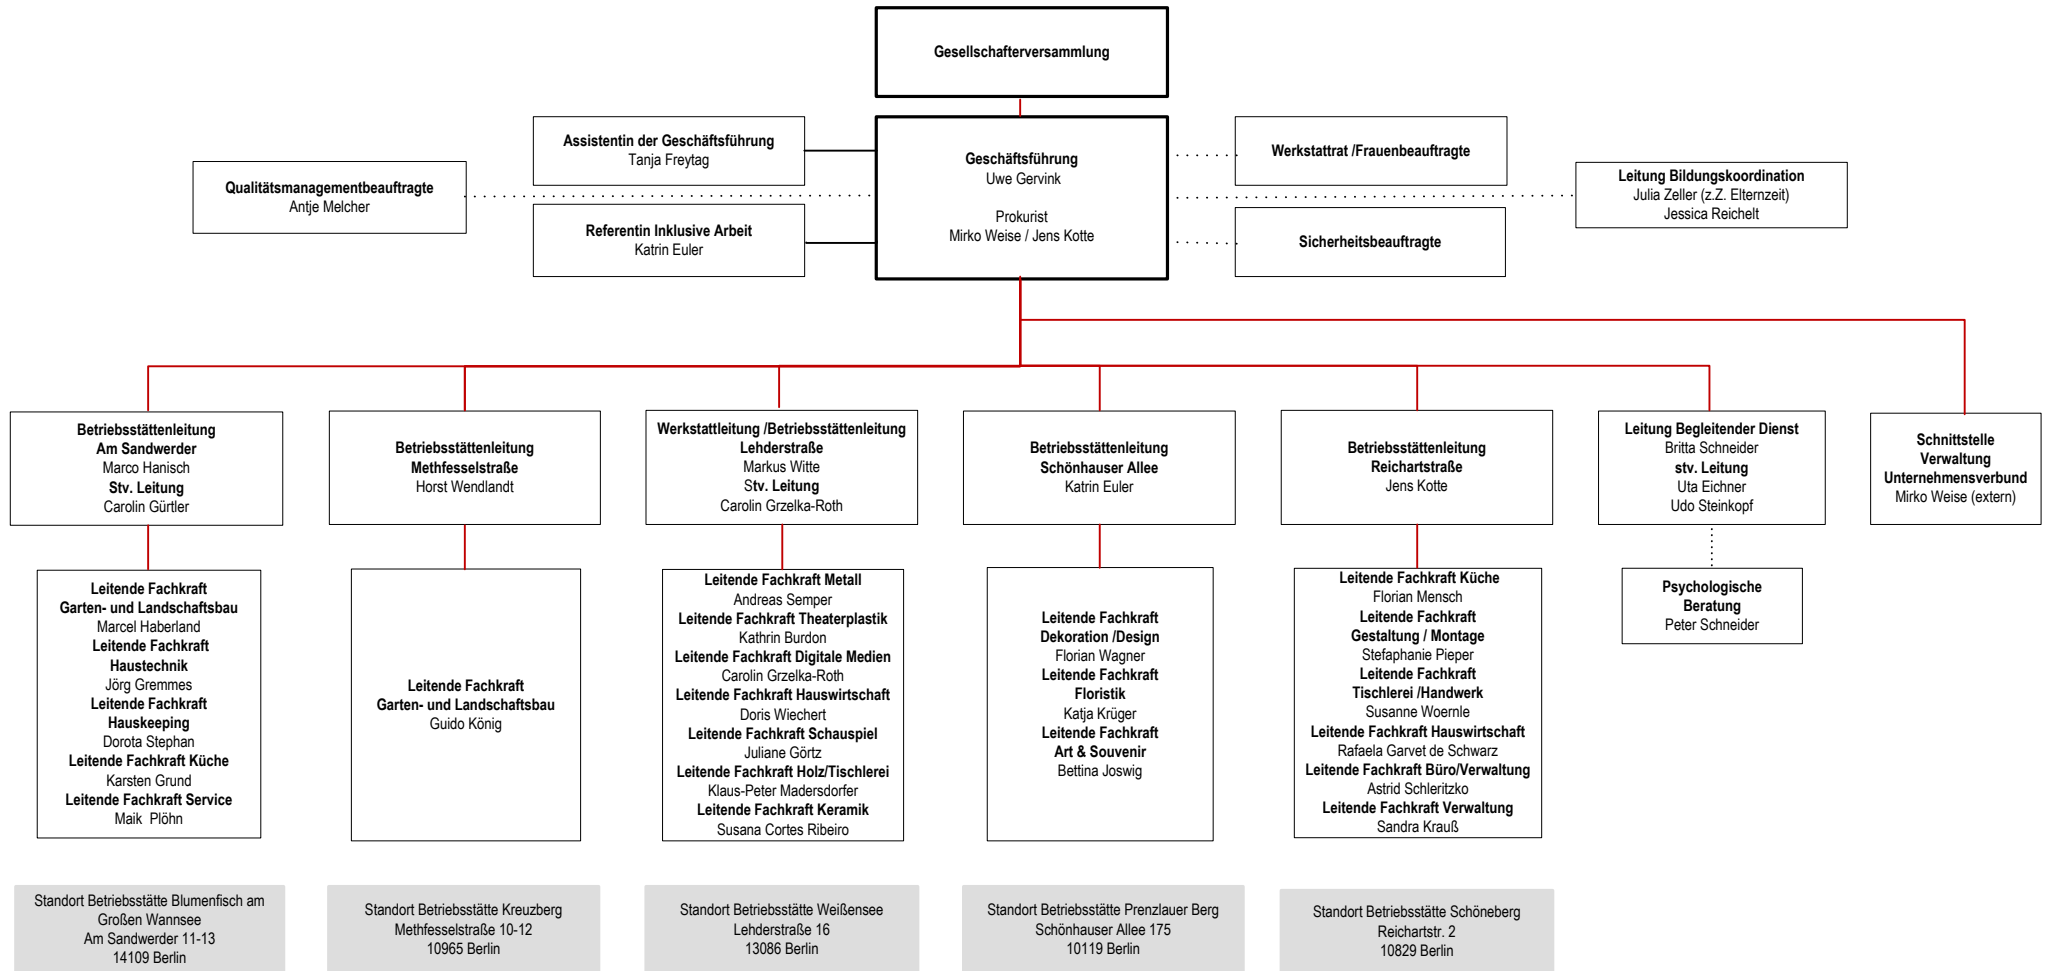 Gesellschafterversammlung
Assistentin der Geschäftsführung
Tanja Freytag
Geschäftsführung
Uwe Gervink
Prokurist
Mirko Weise / Jens Kotte
Werkstattrat /Frauenbeauftragte
Qualitätsmanagementbeauftragte
Antje Melcher
Leitung Bildungskoordination
Julia Zeller (z.Z. Elternzeit)
Jessica Reichelt
Referentin Inklusive Arbeit
Katrin Euler
Sicherheitsbeauftragte
Betriebsstättenleitung
Am Sandwerder
Marco Hanisch
Stv. Leitung
Carolin Gürtler
Betriebsstättenleitung
Methfesselstraße
Horst Wendlandt
Werkstattleitung /Betriebsstättenleitung
Lehderstraße
Markus Witte
Stv. Leitung
Carolin Grzelka-Roth
Betriebsstättenleitung
Schönhauser Allee
Katrin Euler
Betriebsstättenleitung
Reichartstraße
Jens Kotte
Leitung Begleitender Dienst
Britta Schneider
stv. Leitung
Uta Eichner
Udo Steinkopf
Schnittstelle
Verwaltung
Unternehmensverbund
Mirko Weise (extern)
Leitende Fachkraft
Garten- und Landschaftsbau
Marcel Haberland
Leitende Fachkraft
Haustechnik
Jörg Gremmes
Leitende Fachkraft
Hauskeeping
Dorota Stephan
Leitende Fachkraft Küche
Karsten Grund
Leitende Fachkraft Service
Maik Plöhn
Leitende Fachkraft
Garten- und Landschaftsbau
Guido König
Leitende Fachkraft Metall
Andreas Semper
Leitende Fachkraft Theaterplastik
Kathrin Burdon
Leitende Fachkraft Digitale Medien
Carolin Grzelka-Roth
Leitende Fachkraft Hauswirtschaft
Doris Wiechert
Leitende Fachkraft Schauspiel
Juliane Görtz
Leitende Fachkraft Holz/Tischlerei
Klaus-Peter Madersdorfer
Leitende Fachkraft Keramik
Susana Cortes Ribeiro
Leitende Fachkraft
Dekoration /Design
Florian Wagner
Leitende Fachkraft
Floristik
Katja Krüger
Leitende Fachkraft
Art & Souvenir
Bettina Joswig
Leitende Fachkraft Küche
Florian Mensch
Leitende Fachkraft
Gestaltung / Montage
Stefaphanie Pieper
Leitende Fachkraft
Tischlerei /Handwerk
Susanne Woernle
Leitende Fachkraft Hauswirtschaft
Rafaela Garvet de Schwarz
Leitende Fachkraft Büro/Verwaltung
Astrid Schleritzko
Leitende Fachkraft Verwaltung
Sandra Krauß
Psychologische
Beratung
Peter Schneider
Standort Betriebsstätte Blumenfisch am
Großen Wannsee
Am Sandwerder 11-13
14109 Berlin
Standort Betriebsstätte Kreuzberg
Methfesselstraße 10-12
10965 Berlin
Standort Betriebsstätte Weißensee
Lehderstraße 16
13086 Berlin
Standort Betriebsstätte Prenzlauer Berg
Schönhauser Allee 175
10119 Berlin
Standort Betriebsstätte Schöneberg
Reichartstr. 2
10829 Berlin